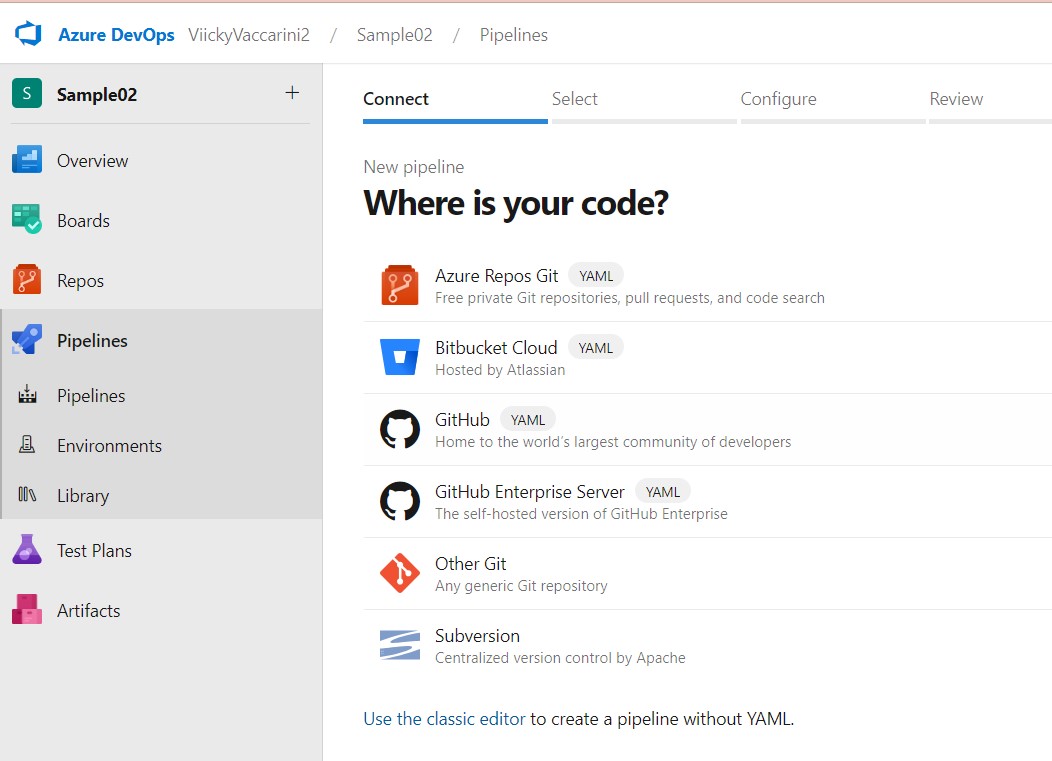 Azure DevOps ViickyVaccarini2 / Sample02 / Pipelines
S Sample02 +
Overview
Boards
Repos
Pipelines
Pipelines
Environments
Library
Test Plans
Artifacts
Connect Select Configure Review
New pipeline
Where is your code?
Azure Repos Git YAML
Free private Git repositories, pull requests, and code search
Bitbucket Cloud YAML
Hosted by Atlassian
GitHub YAML
Home to the world's largest community of developers
GitHub Enterprise Server YAML
The self-hosted version of GitHub Enterprise
Other Git
Any generic Git repository
Subversion
Centralized version control by Apache
Use the classic editor to create a pipeline without YAML.